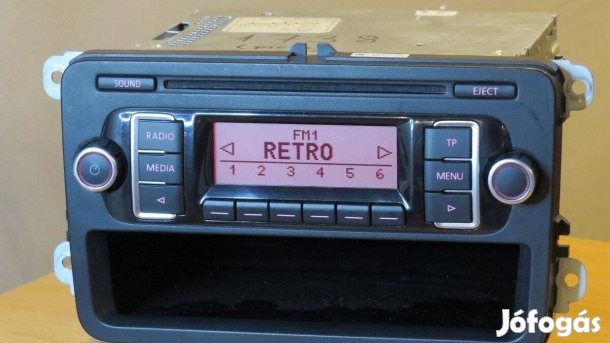 SOUND
EJECT
RADIO
FM1
RETRO
TP
MEDIA
1 2 3 4 5 6
MENU
Jófogás